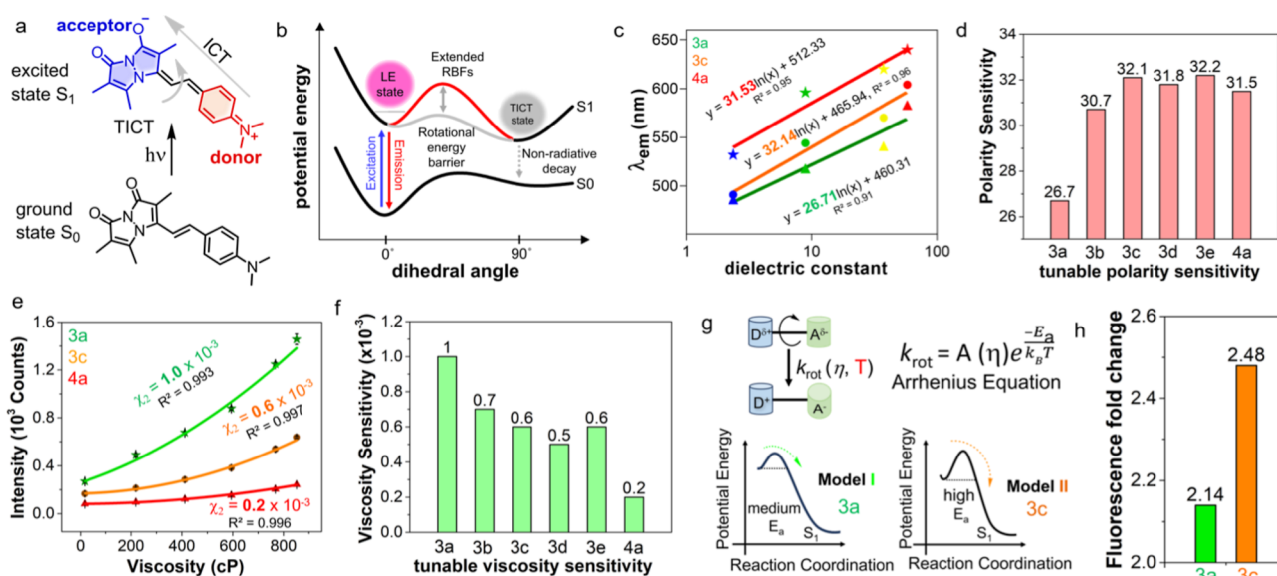 a
acceptor
O⁻
O
N
N
ICT
excited
state S₁
TICT
N⁺
donor
hν
ground
state S₀
O
O
N
N
N
b
potential energy
LE
state
Extended
RBFs
TICT
state
S1
Rotational
energy
barrier
Excitation
Emission
Non-radiative
decay
S0
0°
90°
dihedral angle
c
3a
3c
4a
650
600
550
500
λem (nm)
y = 31.53ln(x) + 512.33
R² = 0.95
y = 32.14ln(x) + 465.94, R² = 0.96
y = 26.71ln(x) + 460.31
R² = 0.91
1
10
100
dielectric constant
d
Polarity Sensitivity
34
32
30
28
26
26.7
30.7
32.1
31.8
32.2
31.5
3a 3b 3c 3d 3e 4a
tunable polarity sensitivity
e
Intensity (10³ Counts)
1.6
1.2
0.8
0.4
0.0
3a
3c
4a
χ₂ = 1.0 x 10⁻³
R² = 0.993
χ₂ = 0.6 x 10⁻³
R² = 0.997
χ₂ = 0.2 x 10⁻³
R² = 0.996
0 200 400 600 800
Viscosity (cP)
f
Viscosity Sensitivity (x10⁻³)
1.2
1.0
0.8
0.6
0.4
0.2
0.0
1
0.7
0.6
0.5
0.6
0.2
3a 3b 3c 3d 3e 4a
tunable viscosity sensitivity
g
Dδ⁺ Aδ⁻
krot (η, T)
D⁺ A⁻
krot = A (η)e^(-Ea/kBT)
Arrhenius Equation
Potential Energy
medium
Ea
S₁
Model I
3a
Reaction Coordination
Potential Energy
high
Ea
S₁
Model II
3c
Reaction Coordination
h
Fluorescence fold change
2.6
2.4
2.2
2.0
2.14
2.48
3a 3c